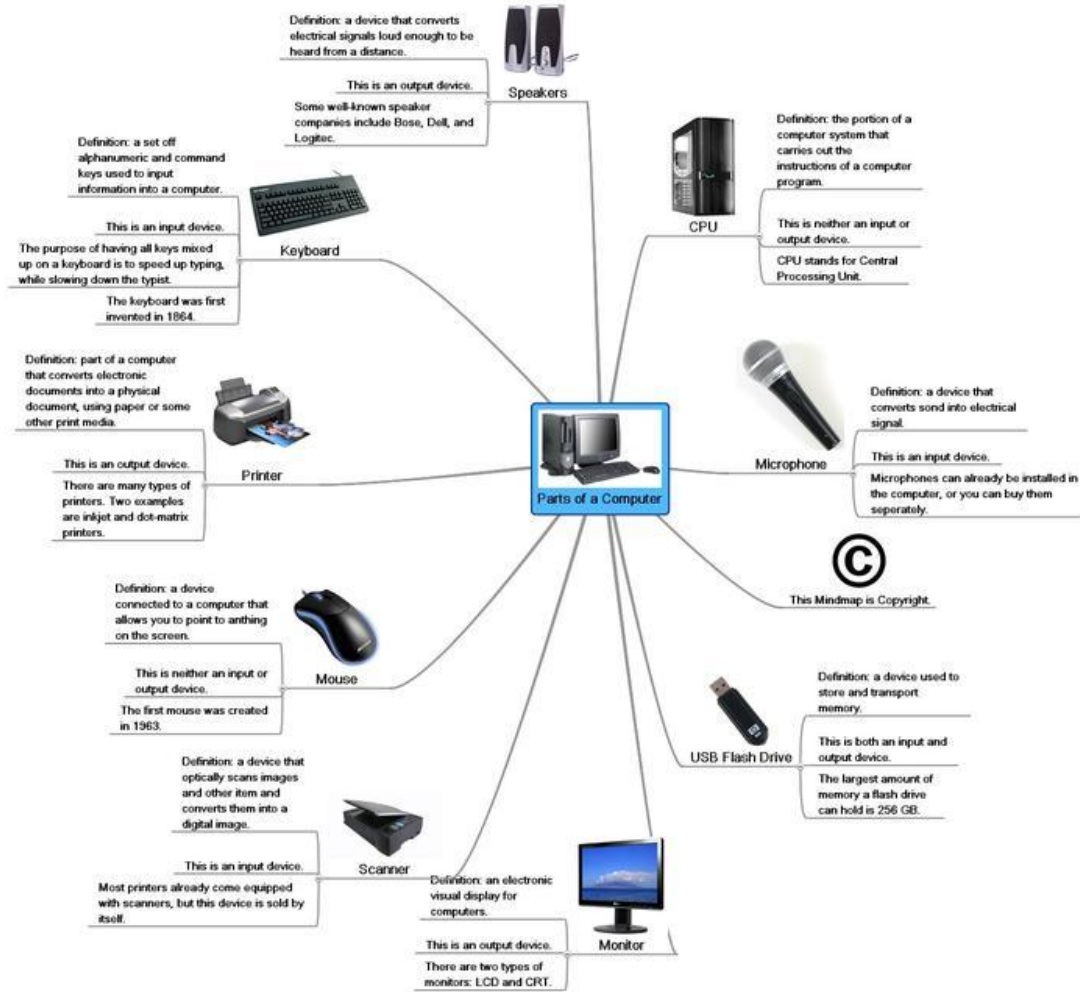 Definition: a device that converts
electrical signals loud enough to be
heard from a distance.
This is an output device.
Some well-known speaker
companies include Bose, Dell, and
Logitec.
Speakers
Definition: the portion of a
computer system that
carries out the
instructions of a computer
program.
This is neither an input or
output device.
CPU stands for Central
Processing Unit.
CPU
Definition: a set off
alphanumeric and command
keys used to input
information into a computer.
This is an input device.
The purpose of having all keys mixed
up on a keyboard is to speed up typing,
while slowing down the typist.
The keyboard was first
invented in 1864.
Keyboard
Definition: a device that
converts sond into electrical
signal.
This is an input device.
Microphones can already be installed in
the computer, or you can buy them
seperately.
Microphone
Definition: part of a computer
that converts electronic
documents into a physical
document, using paper or some
other print media.
This is an output device.
There are many types of
printers. Two examples
are inkjet and dot-matrix
printers.
Printer
Parts of a Computer
©
This Mindmap is Copyright.
Definition: a device
connected to a computer that
allows you to point to anthing
on the screen.
This is neither an input or
output device.
The first mouse was created
in 1963.
Mouse
Definition: a device used to
store and transport
memory.
This is both an input and
output device.
The largest amount of
memory a flash drive
can hold is 256 GB.
USB Flash Drive
Definition: a device that
optically scans images
and other item and
converts them into a
digital image.
This is an input device.
Most printers already come equipped
with scanners, but this device is sold by
itself.
Scanner
Definition: an electronic
visual display for
computers.
This is an output device.
There are two types of
monitors: LCD and CRT.
Monitor